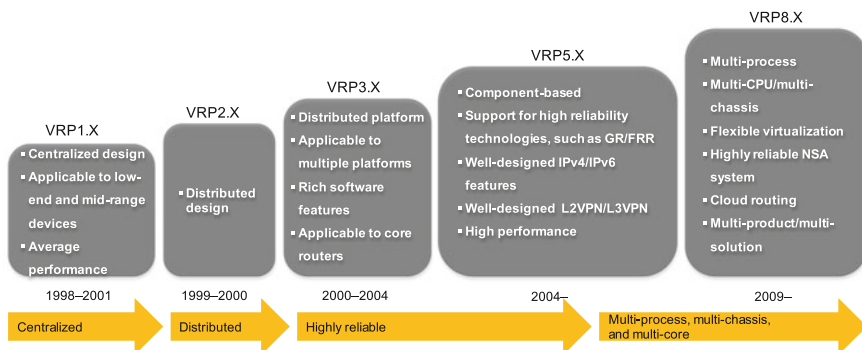 VRP1.X
▪ Centralized design
▪ Applicable to low-
end and mid-range
devices
▪ Average
performance
1998–2001
Centralized
VRP2.X
▪ Distributed
design
1999–2000
Distributed
VRP3.X
▪ Distributed platform
▪ Applicable to
multiple platforms
▪ Rich software
features
▪ Applicable to core
routers
2000–2004
Highly reliable
VRP5.X
▪ Component-based
▪ Support for high reliability
technologies, such as GR/FRR
▪ Well-designed IPv4/IPv6
features
▪ Well-designed L2VPN/L3VPN
▪ High performance
2004–
VRP8.X
▪ Multi-process
▪ Multi-CPU/multi-
chassis
▪ Flexible virtualization
▪ Highly reliable NSA
system
▪ Cloud routing
▪ Multi-product/multi-
solution
2009–
Multi-process, multi-chassis,
and multi-core